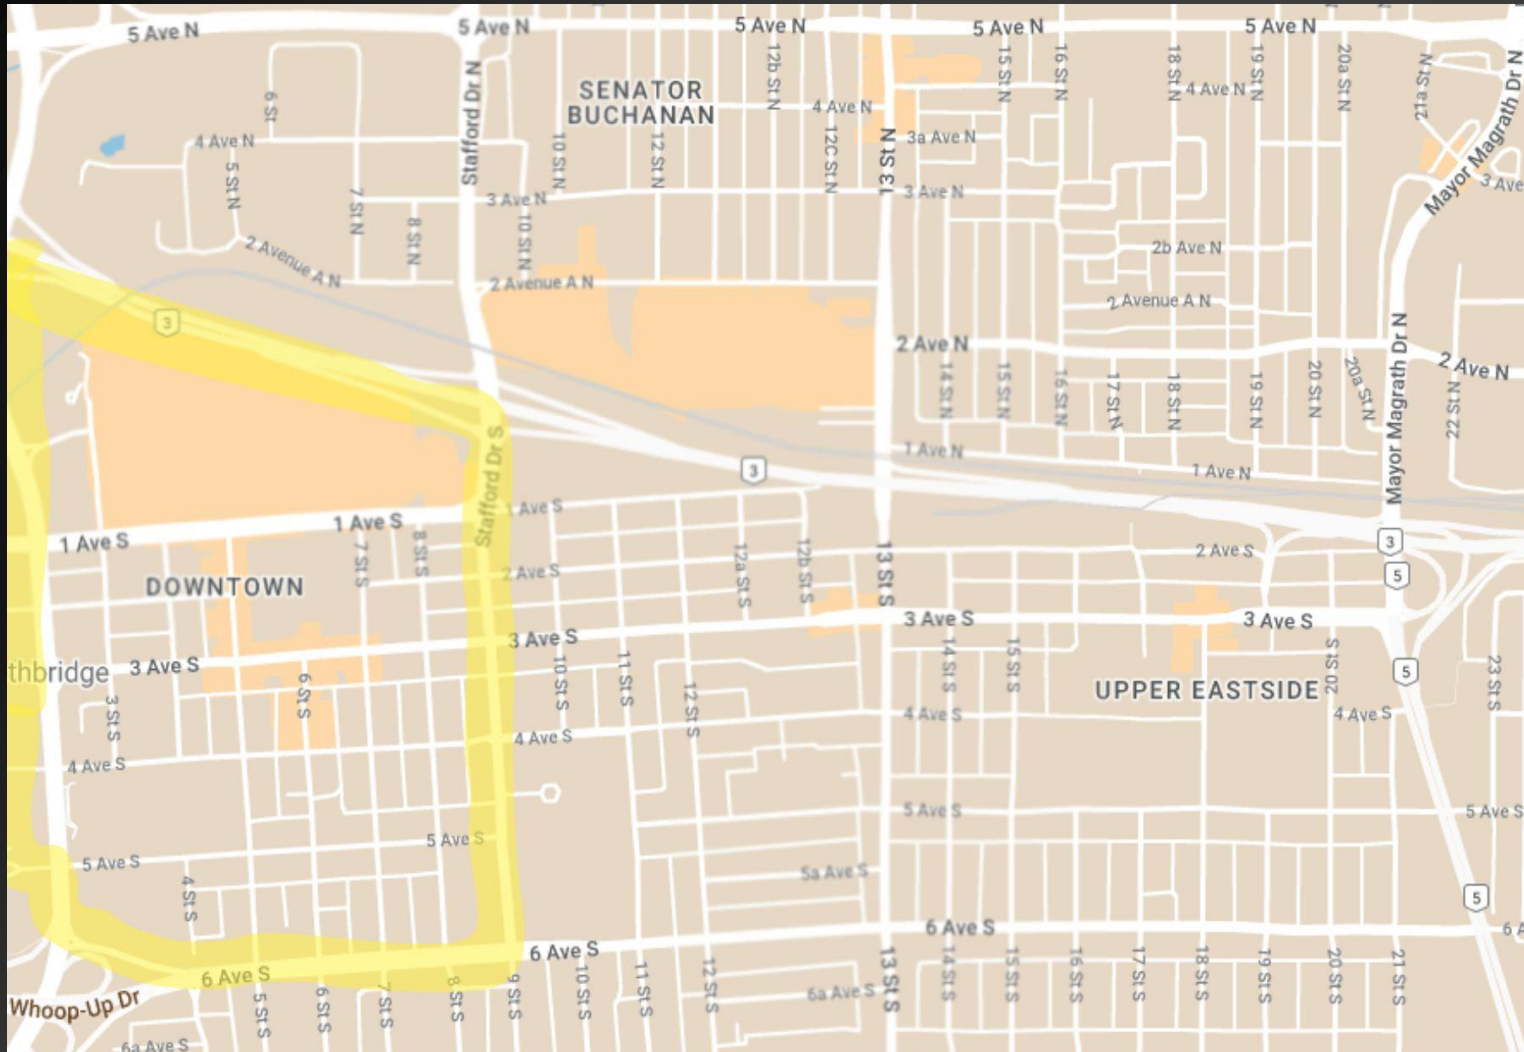 5 Ave N
5 Ave N
5 Ave N
5 Ave N
5 Ave N
6 St
Stafford Dr N
SENATOR
BUCHANAN
12b St N
4 Ave N
15 St N
16 St N
18 St N
4 Ave N
19 St N
20a St N
21a St N
Mayor Magrath Dr N
4 Ave N
5 St N
7 St N
8 St N
10 St N
12 St N
12C St N
13 St N
3a Ave N
3 Ave N
10 St N
3 Ave N
3 Ave
2 Avenue A N
2 Avenue A N
2b Ave N
2 Avenue A N
3
2 Ave N
14 St N
15 St N
16 St N
17 St N
18 St N
19 St N
20 St N
20a St N
Mayor Magrath Dr N
2 Ave N
22 St N
Stafford Dr S
3
1 Ave N
1 Ave N
1 Ave S
1 Ave S
1 Ave S
7 St S
8 St S
12a St S
12b St S
13 St S
2 Ave S
3
5
DOWNTOWN
2 Ave S
3 Ave S
3 Ave S
3 Ave S
3 Ave S
thbridge
3 St S
6 St S
10 St S
11 St S
12 St S
14 St S
15 St S
UPPER EASTSIDE
20 St S
5
23 St S
4 Ave S
4 Ave S
4 Ave S
4 Ave S
5 Ave S
5 Ave S
5 Ave S
5 Ave S
4 St S
5a Ave S
5
6 Ave S
6 Ave S
6 Ave S
6 A
Whoop-Up Dr
5 St S
6 St S
7 St S
8 St S
9 St S
10 St S
11 St S
12 St S
6a Ave S
13 St S
14 St S
15 St S
16 St S
17 St S
18 St S
19 St S
20 St S
21 St S
6a Ave S